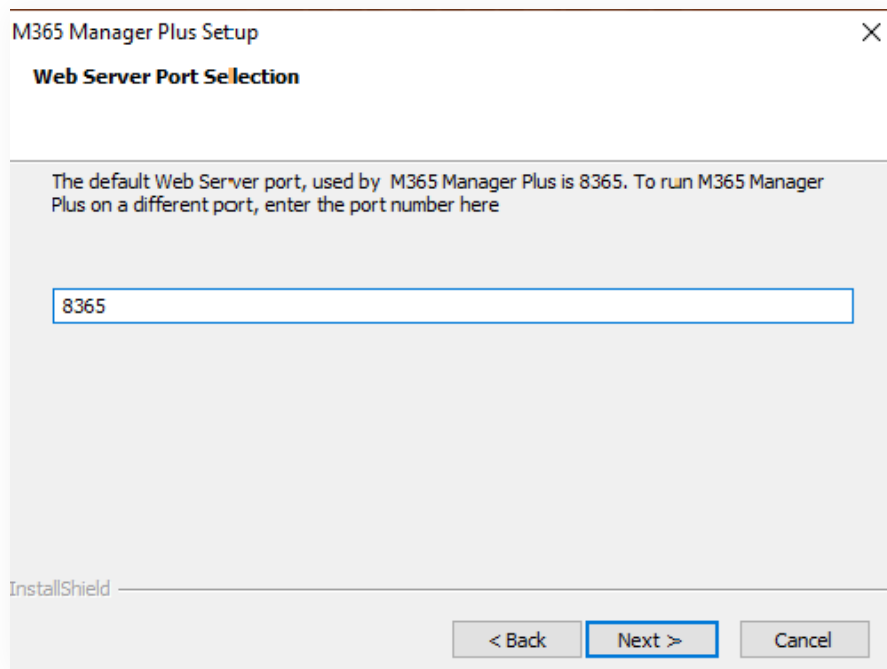 M365 Manager Plus Setup
Web Server Port Selection
The default Web Server port, used by M365 Manager Plus is 8365. To run M365 Manager
Plus on a different port, enter the port number here
8365
InstallShield
< Back
Next >
Cancel